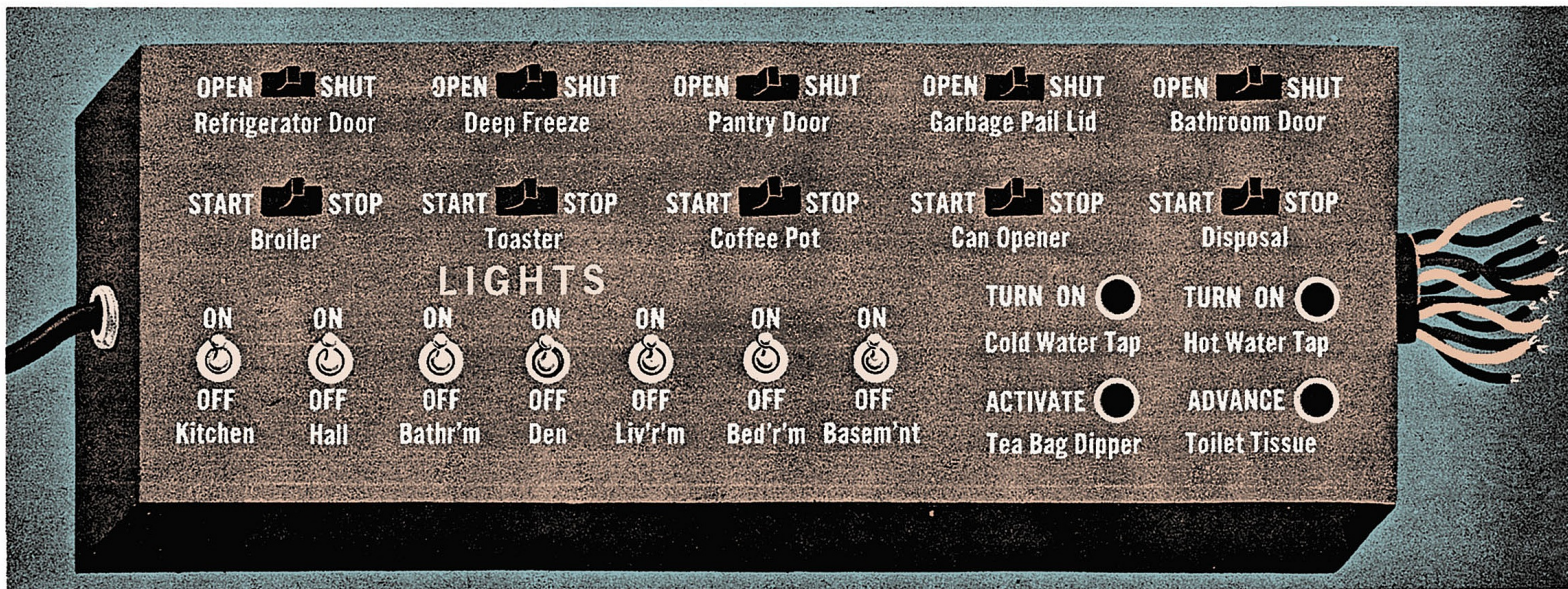 OPEN SHUT OPEN SHUT OPEN SHUT OPEN SHUT OPEN SHUT
Refrigerator Door Deep Freeze Pantry Door Garbage Pail Lid Bathroom Door
START STOP START STOP START STOP START STOP START STOP
Broiler Toaster Coffee Pot Can Opener Disposal
LIGHTS
ON ON ON ON ON ON ON
OFF OFF OFF OFF OFF OFF OFF
Kitchen Hall Bathr'm Den Liv'r'm Bed'r'm Basem'nt
TURN ON TURN ON
Cold Water Tap Hot Water Tap
ACTIVATE ADVANCE
Tea Bag Dipper Toilet Tissue